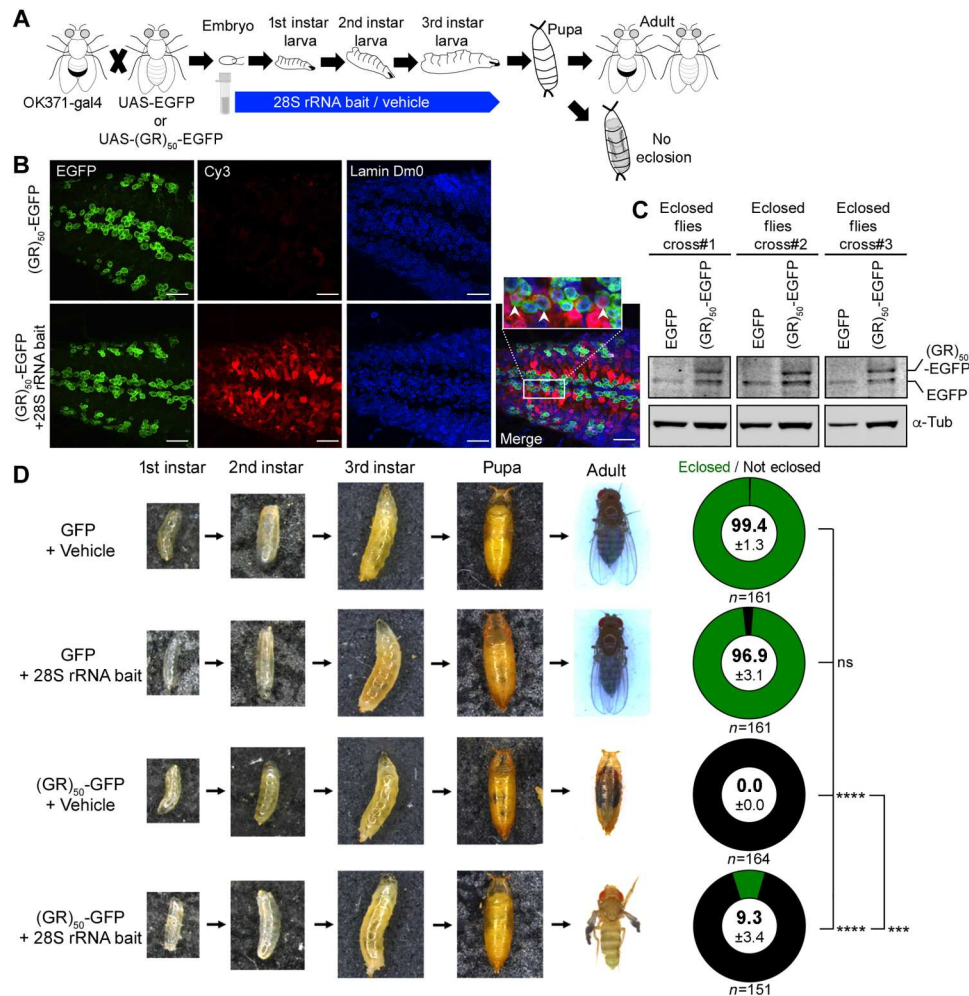 A
Embryo
1st instar
larva
2nd instar
larva
3rd instar
larva
Pupa
Adult
OK371-gal4
UAS-EGFP
or
UAS-(GR)50-EGFP
28S rRNA bait / vehicle
No
eclosion
B
EGFP
Cy3
Lamin Dm0
(GR)50-EGFP
(GR)50-EGFP
+28S rRNA bait
Merge
C
Eclosed
flies
cross#1
Eclosed
flies
cross#2
Eclosed
flies
cross#3
EGFP
(GR)50-EGFP
EGFP
(GR)50-EGFP
EGFP
(GR)50-EGFP
(GR)50
-EGFP
EGFP
α-Tub
D
1st instar
2nd instar
3rd instar
Pupa
Adult
Eclosed / Not eclosed
GFP
+ Vehicle
99.4
±1.3
n=161
GFP
+ 28S rRNA bait
96.9
±3.1
n=161
ns
(GR)50-GFP
+ Vehicle
0.0
±0.0
n=164
****
(GR)50-GFP
+ 28S rRNA bait
9.3
±3.4
n=151
****
***